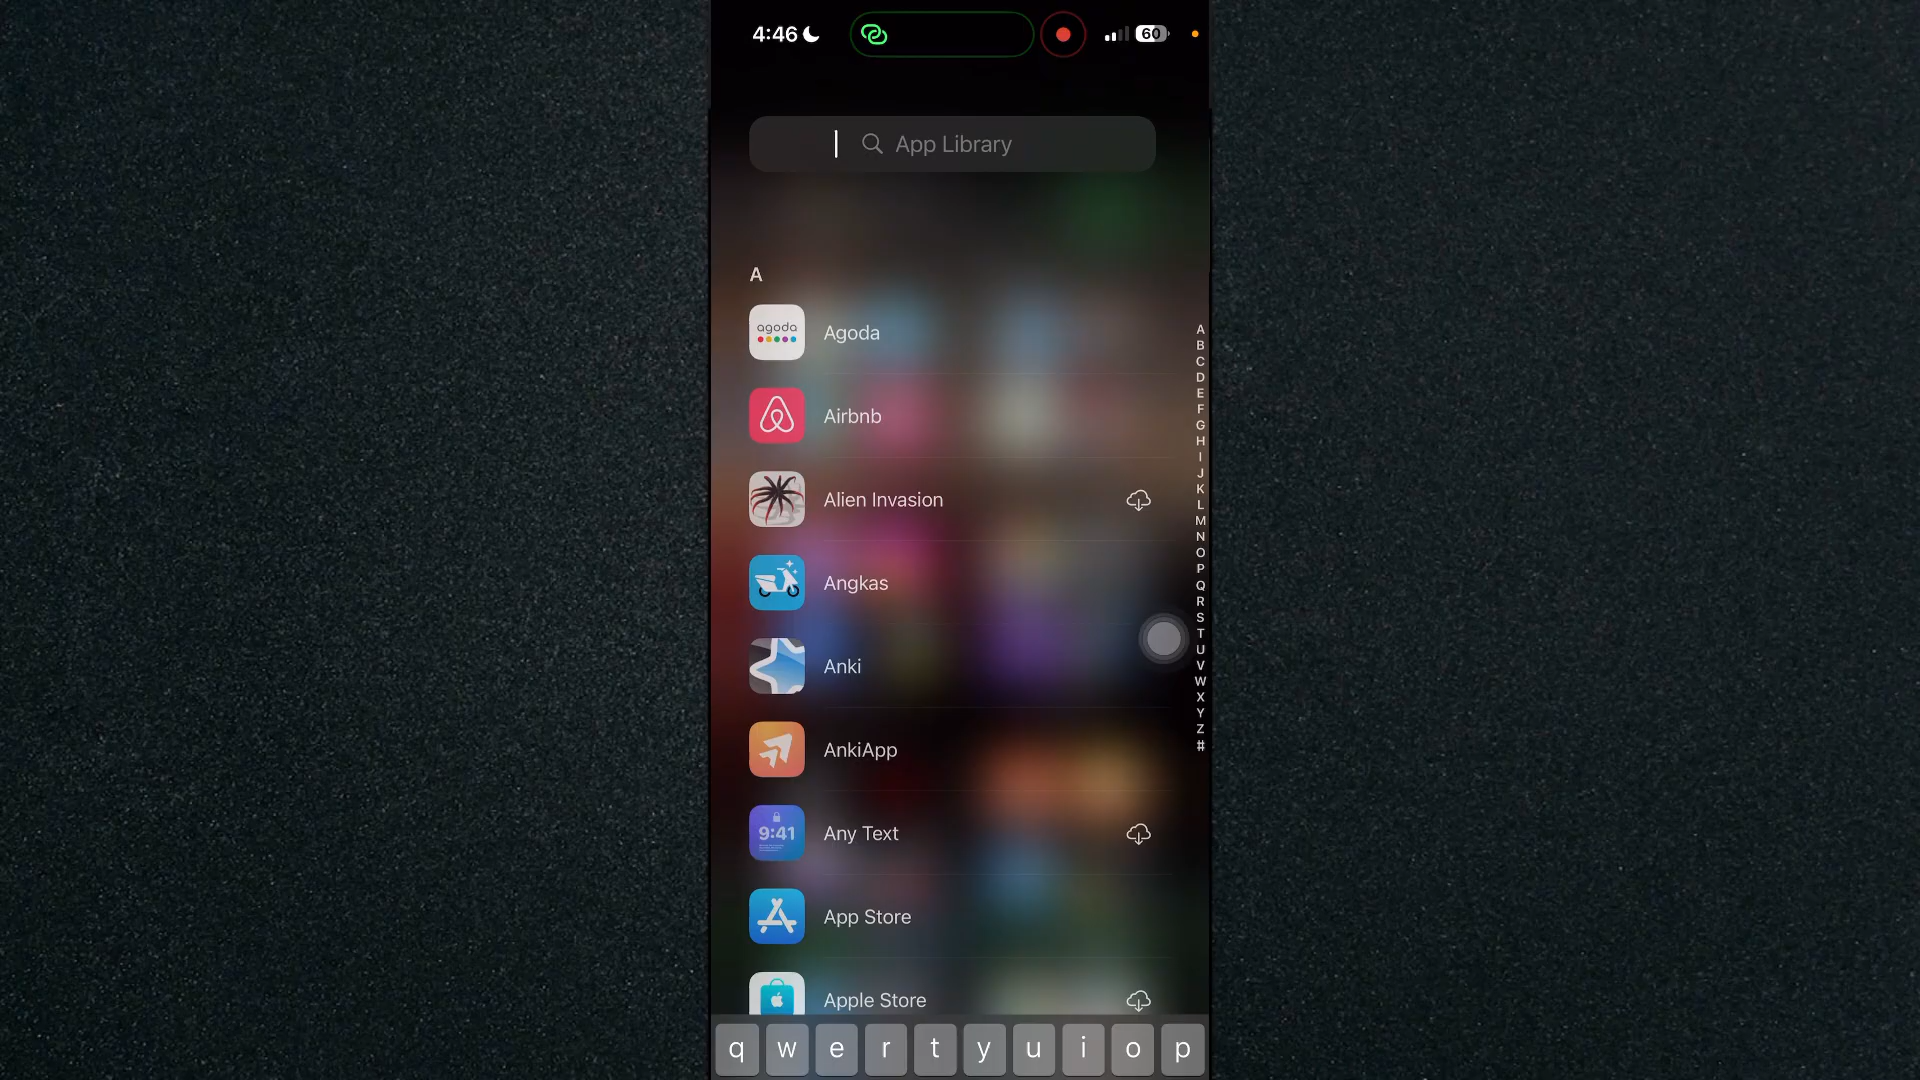 4:46
60
App Library
A
agoda
Agoda
Airbnb
Alien Invasion
Angkas
Anki
AnkiApp
9:41
Any Text
App Store
Apple Store
A
B
C
D
E
F
G
H
I
J
K
L
M
N
O
P
Q
R
S
T
U
V
W
X
Y
Z
#
q w e r t y u i o p